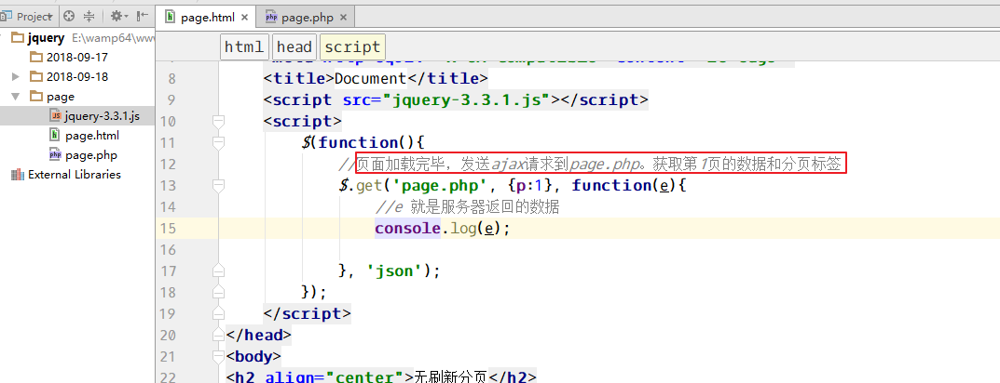 Project
page.html
page.php
jquery E:\wamp64\www
2018-09-17
2018-09-18
page
jquery-3.3.1.js
page.html
page.php
External Libraries
html head script
8 <title>Document</title>
9 <script src="jquery-3.3.1.js"></script>
10 <script>
11 $(function(){
12 //页面加载完毕，发送ajax请求到page.php。获取第1页的数据和分页标签
13 $.get('page.php', {p:1}, function(e){
14 //e 就是服务器返回的数据
15 console.log(e);
16
17 }, 'json');
18 });
19 </script>
20 </head>
21 <body>
22 <h2 align="center">无刷新分页</h2>